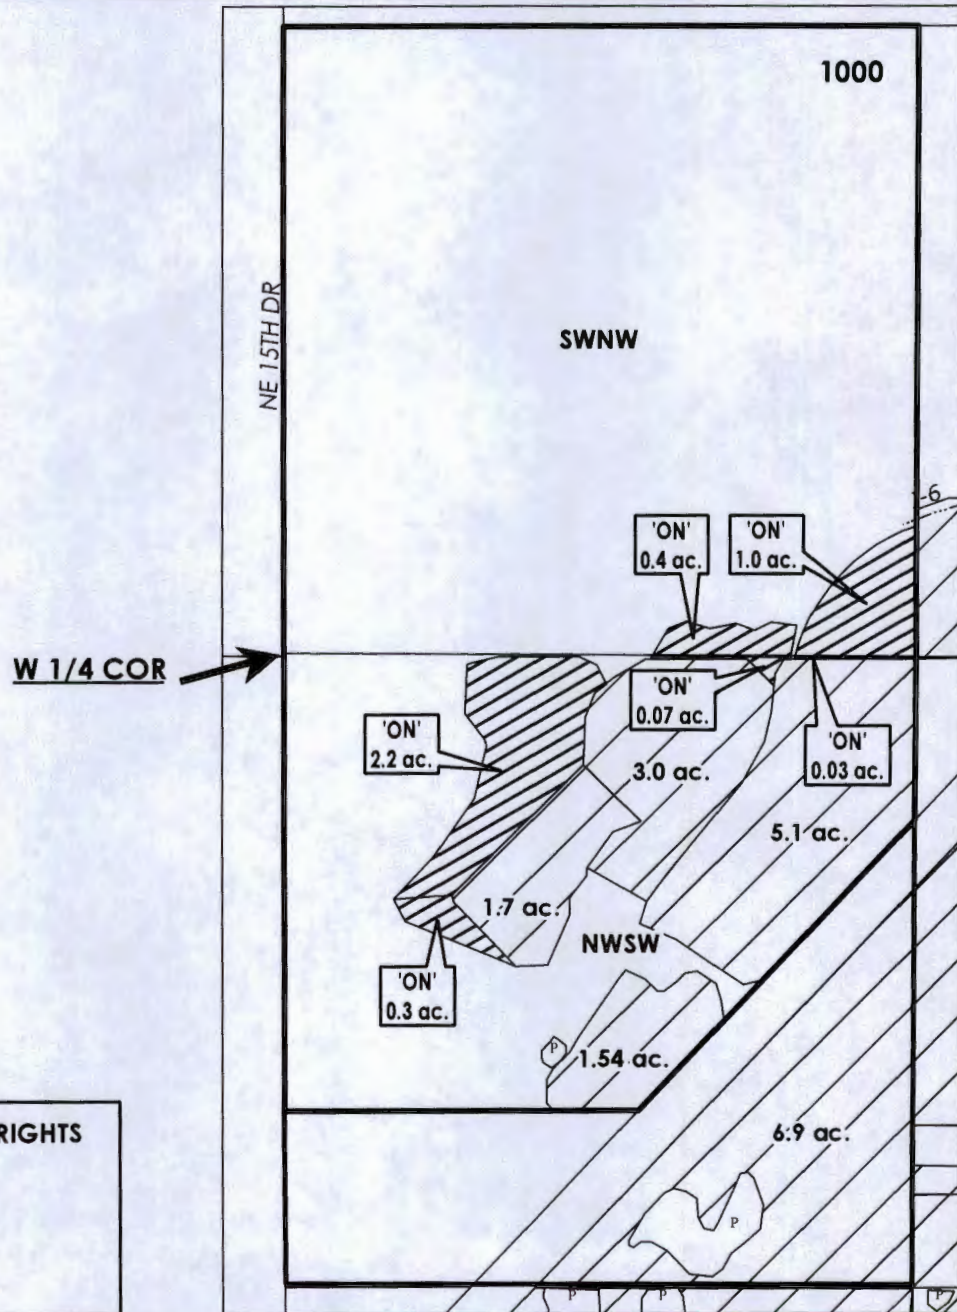 1000
NE 15TH DR
SWNW
-6
'ON'
0.4 ac.
'ON'
1.0 ac.
W 1/4 COR
'ON'
0.07 ac.
'ON'
2.2 ac.
'ON'
0.03 ac.
3.0 ac.
5.1 ac.
1.7 ac.
NWSW
'ON'
0.3 ac.
P
1.54 ac.
RIGHTS
6.9 ac.
P
P
P
P